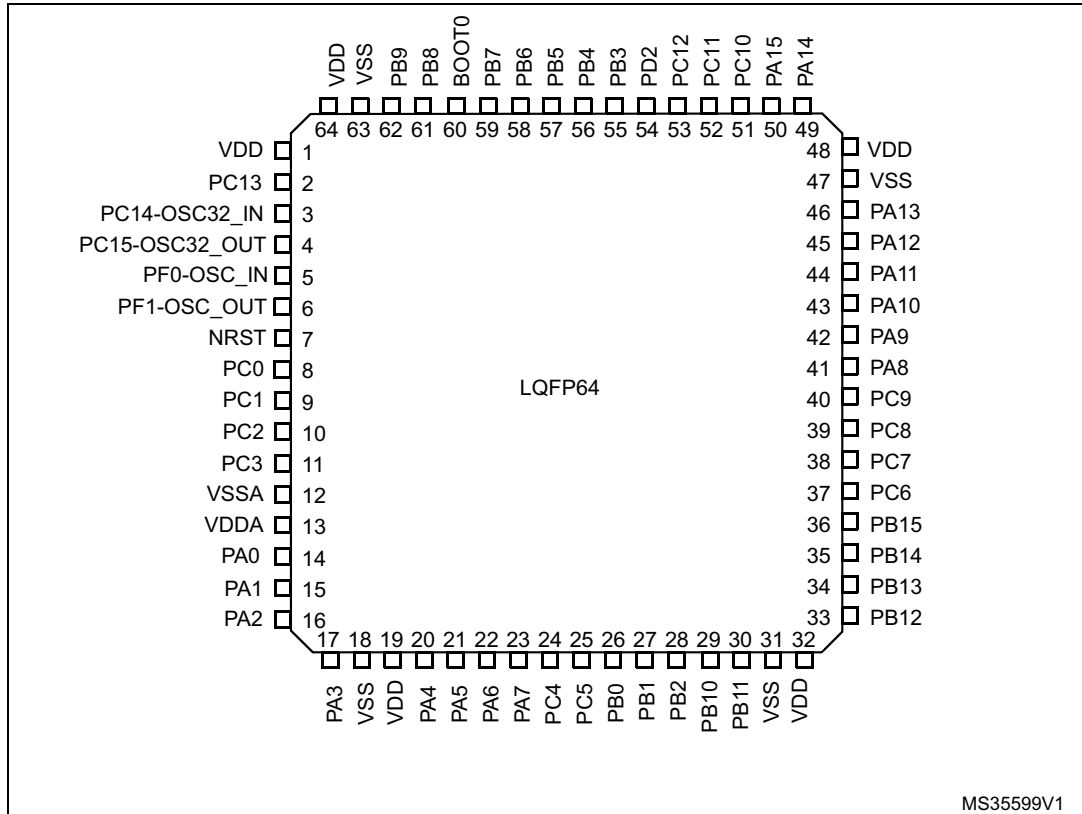 VDD
VSS
PB9
PB8
BOOT0
PB7
PB6
PB5
PB4
PB3
PD2
PC12
PC11
PC10
PA15
PA14
64 63 62 61 60 59 58 57 56 55 54 53 52 51 50 49
VDD 1
PC13 2
PC14-OSC32_IN 3
PC15-OSC32_OUT 4
PF0-OSC_IN 5
PF1-OSC_OUT 6
NRST 7
PC0 8
PC1 9
PC2 10
PC3 11
VSSA 12
VDDA 13
PA0 14
PA1 15
PA2 16
LQFP64
48 VDD
47 VSS
46 PA13
45 PA12
44 PA11
43 PA10
42 PA9
41 PA8
40 PC9
39 PC8
38 PC7
37 PC6
36 PB15
35 PB14
34 PB13
33 PB12
17 18 19 20 21 22 23 24 25 26 27 28 29 30 31 32
PA3
VSS
VDD
PA4
PA5
PA6
PA7
PC4
PC5
PB0
PB1
PB2
PB10
PB11
VSS
VDD
MS35599V1